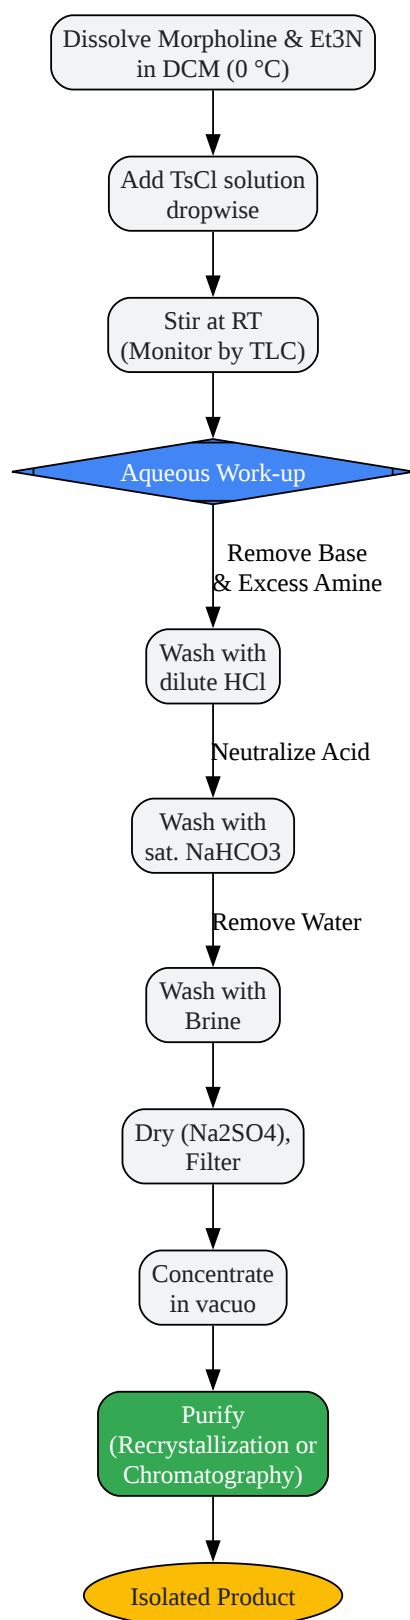 Dissolve Morpholine & Et3N
in DCM (0 °C)
Add TsCl solution
dropwise
Stir at RT
(Monitor by TLC)
Aqueous Work-up
Remove Base
& Excess Amine
Wash with
dilute HCl
Neutralize Acid
Wash with
sat. NaHCO3
Remove Water
Wash with
Brine
Dry (Na2SO4),
Filter
Concentrate
in vacuo
Purify
(Recrystallization or
Chromatography)
Isolated Product